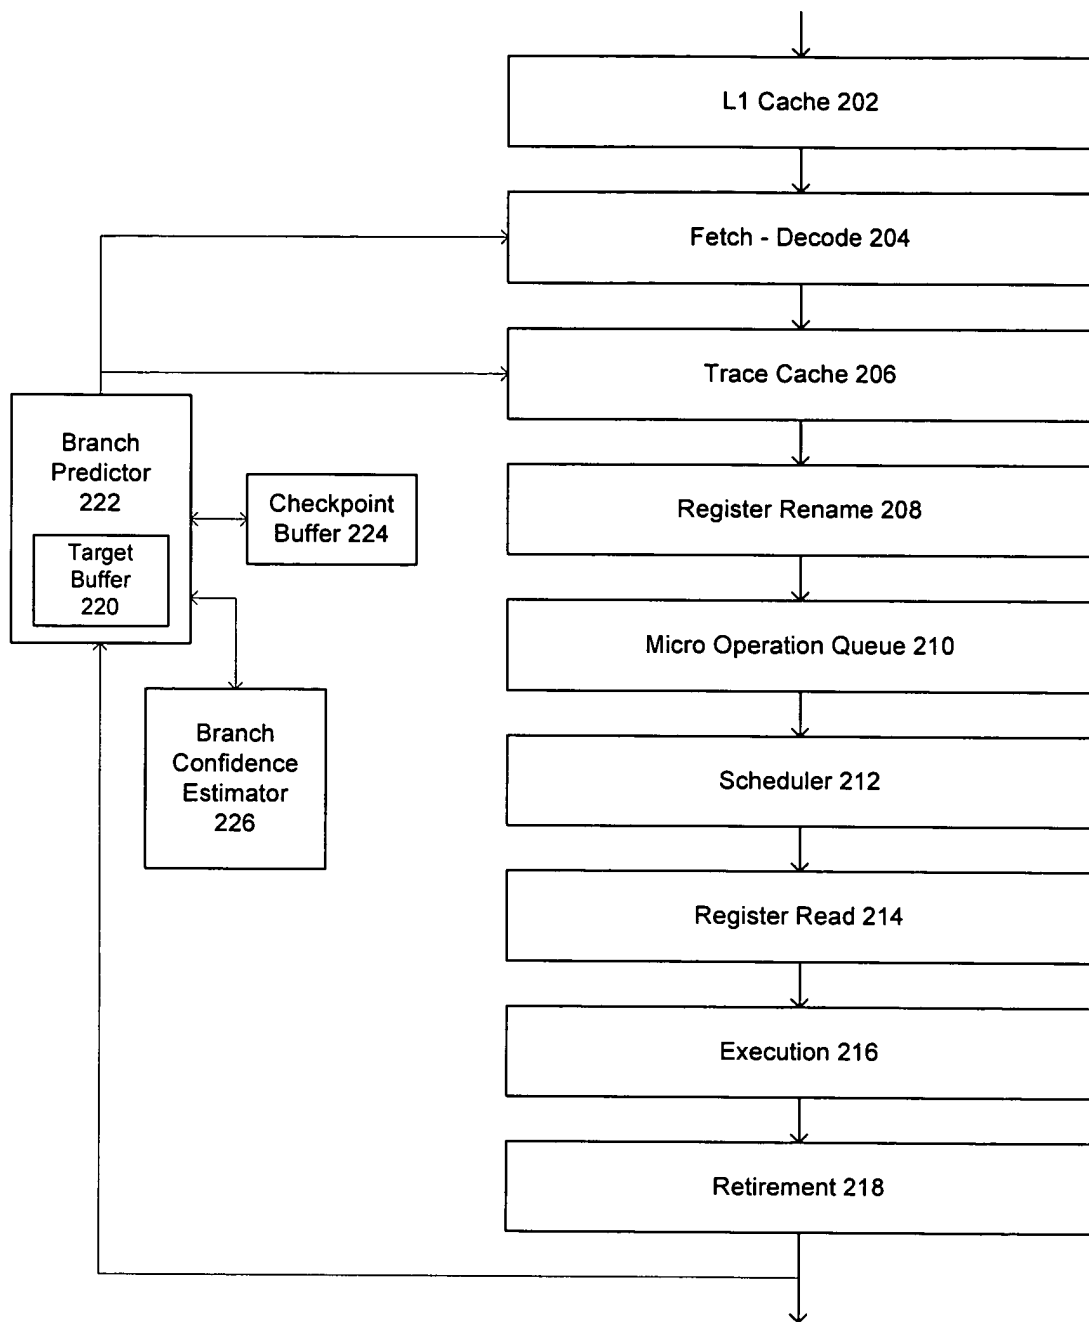 L1 Cache 202
Fetch - Decode 204
Trace Cache 206
Branch
Predictor
222
Target
Buffer
220
Checkpoint
Buffer 224
Branch
Confidence
Estimator
226
Register Rename 208
Micro Operation Queue 210
Scheduler 212
Register Read 214
Execution 216
Retirement 218